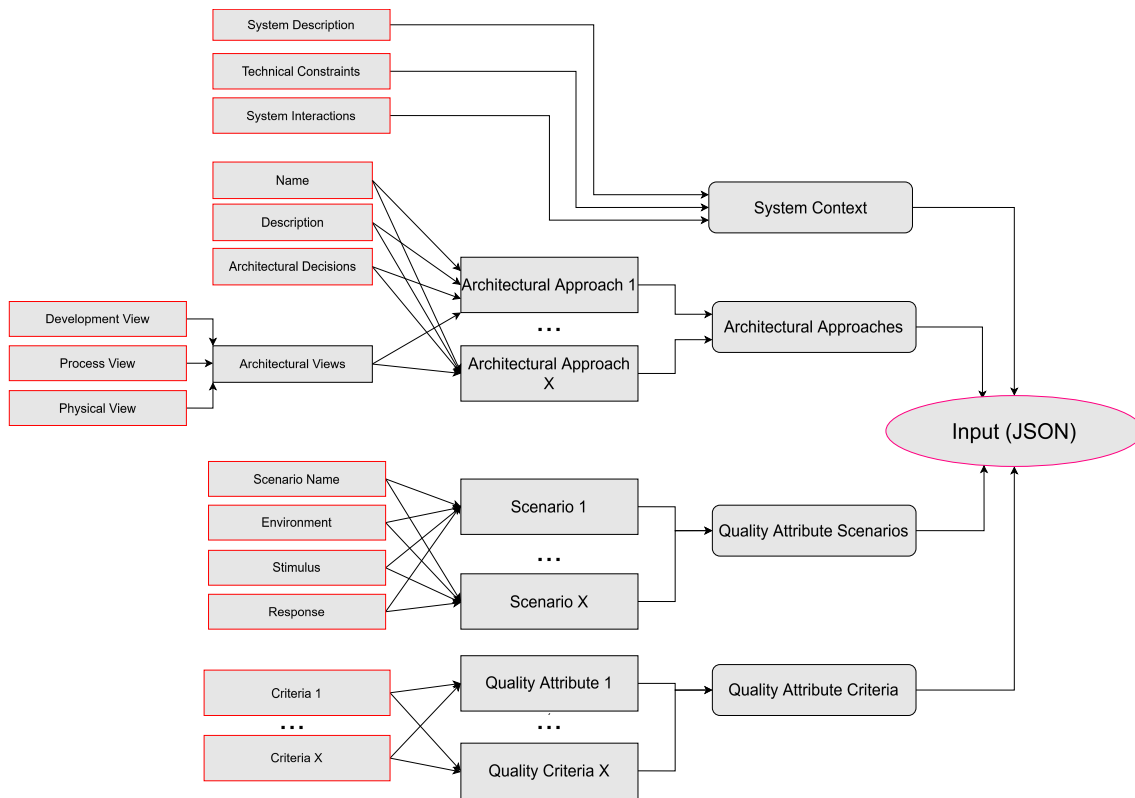 System Description
Technical Constraints
System Interactions
Name
Description
Architectural Decisions
Development View
Process View
Physical View
Architectural Views
Architectural Approach 1
...
Architectural Approach
X
System Context
Architectural Approaches
Input (JSON)
Scenario Name
Environment
Stimulus
Response
Scenario 1
...
Scenario X
Quality Attribute Scenarios
Criteria 1
...
Criteria X
Quality Attribute 1
...
Quality Criteria X
Quality Attribute Criteria